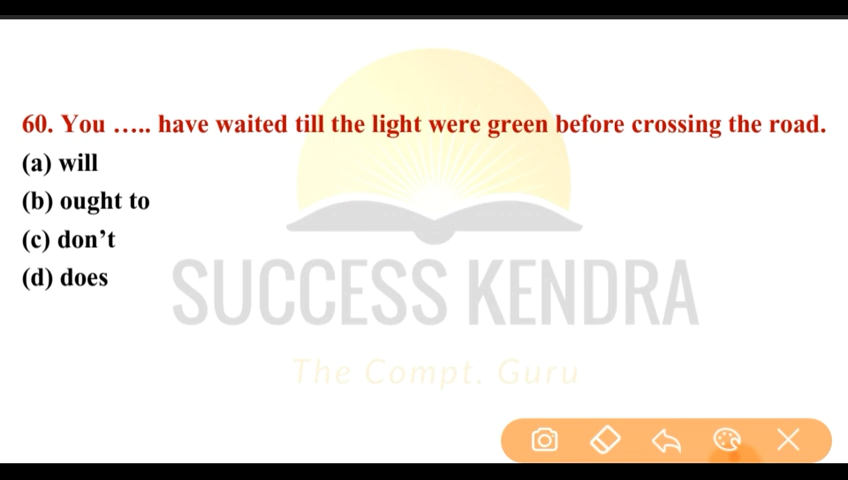 60. You ….. have waited till the light were green before crossing the road.
(a) will
(b) ought to
(c) don’t
(d) does
SUCCESS KENDRA
The Compt. Guru